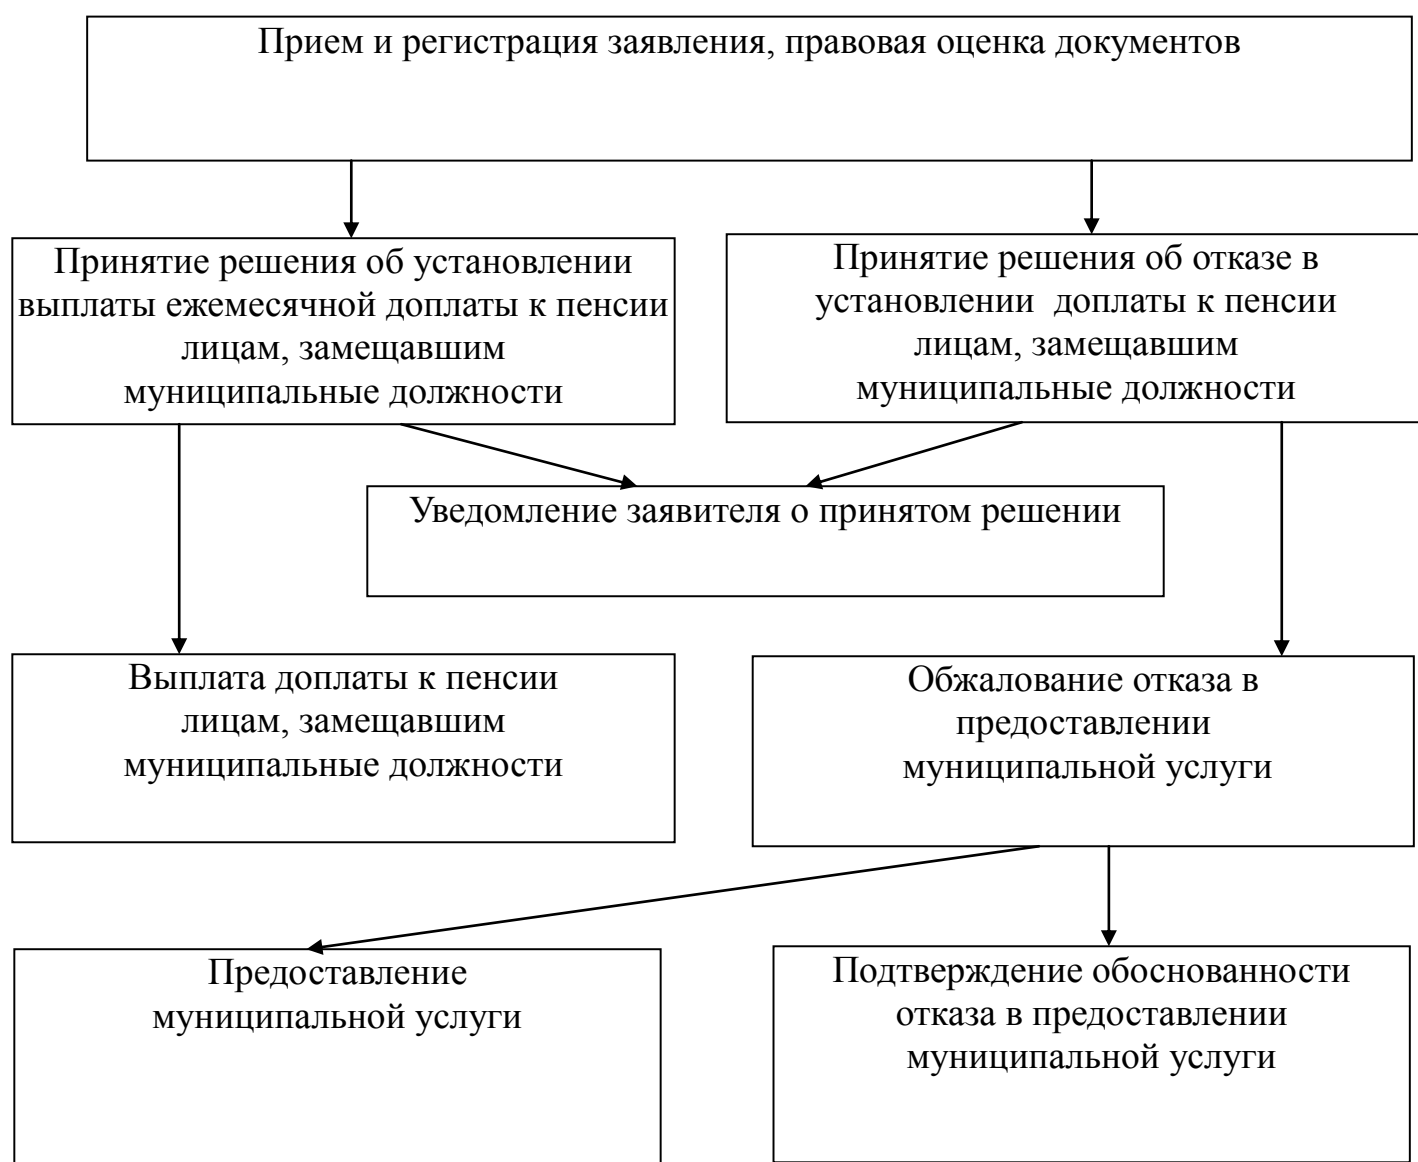 Прием и регистрация заявления, правовая оценка документов
Принятие решения об установлении
выплаты ежемесячной доплаты к пенсии
лицам, замещавшим
муниципальные должности
Принятие решения об отказе в
установлении  доплаты к пенсии
лицам, замещавшим
муниципальные должности
Уведомление заявителя о принятом решении
Выплата доплаты к пенсии
лицам, замещавшим
муниципальные должности
Обжалование отказа в
предоставлении
муниципальной услуги
Предоставление
муниципальной услуги
Подтверждение обоснованности
отказа в предоставлении
муниципальной услуги